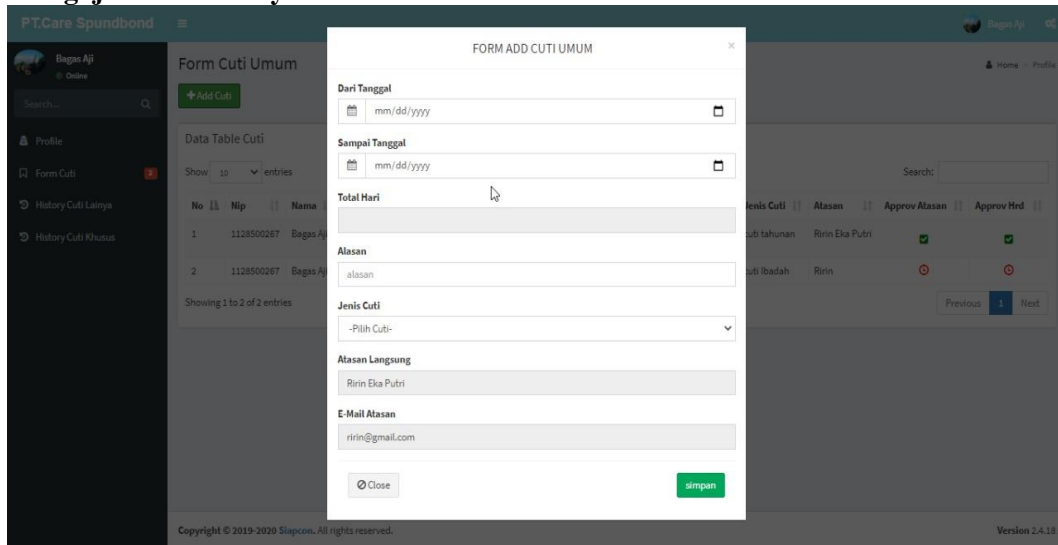 PT.Care Spundbond
Bagas Aji
Bagas Aji
Online
Search...
Profile
Form Cuti 2
History Cuti Lainya
History Cuti Khusus
Form Cuti Umum
Home Profile
Add Cuti
Data Table Cuti
Show 10 entries
Search:
No Nip Nama Jenis Cuti Atasan Approv Atasan Approv Hrd
1 1128500267 Bagas Aji cuti tahunan Ririn Eka Putri
2 1128500267 Bagas Aji cuti Ibadah Ririn
Showing 1 to 2 of 2 entries
Previous 1 Next
FORM ADD CUTI UMUM ×
Dari Tanggal
mm/dd/yyyy
Sampai Tanggal
mm/dd/yyyy
Total Hari
Alasan
alasan
Jenis Cuti
-Pilih Cuti-
Atasan Langsung
Ririn Eka Putri
E-Mail Atasan
ririn@gmail.com
Close
simpan
Copyright © 2019-2020 Slapcon. All rights reserved.
Version 2.4.18